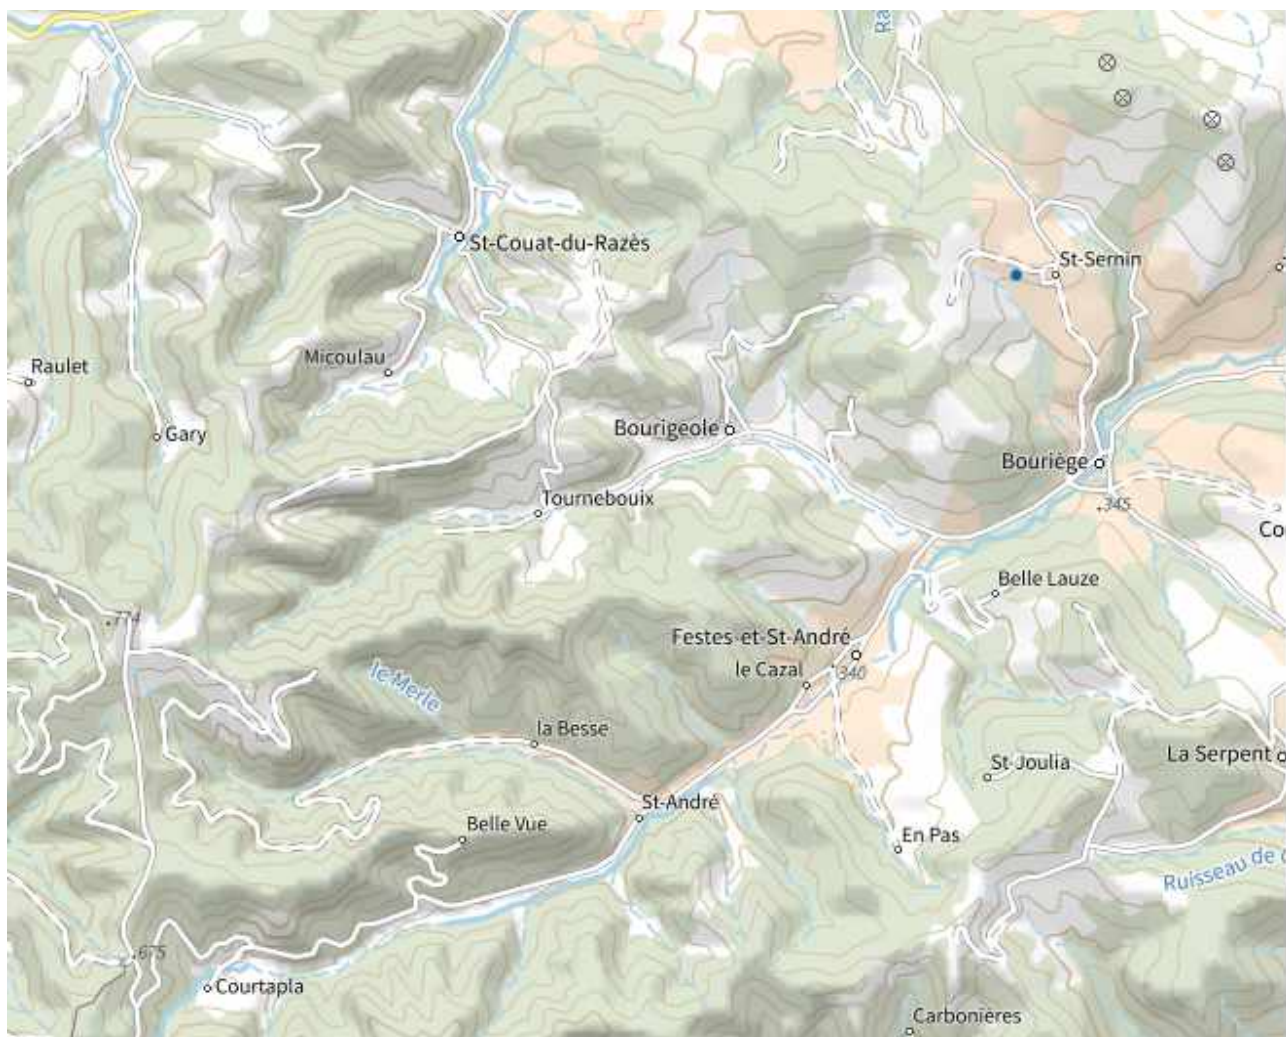 Ra
St-Couat-du-Razès
St-Sernin
Micoulau
Raulet
Gary
Bourigeole
Bouriège
Tournebouix
345
Co
Belle Lauze
774
Festes-et-St-André
le Cazal
340
le Merle
la Besse
St-Joulia
La Serpent
St-André
Belle Vue
En Pas
Ruisseau de
675
Courtapla
Carbonières